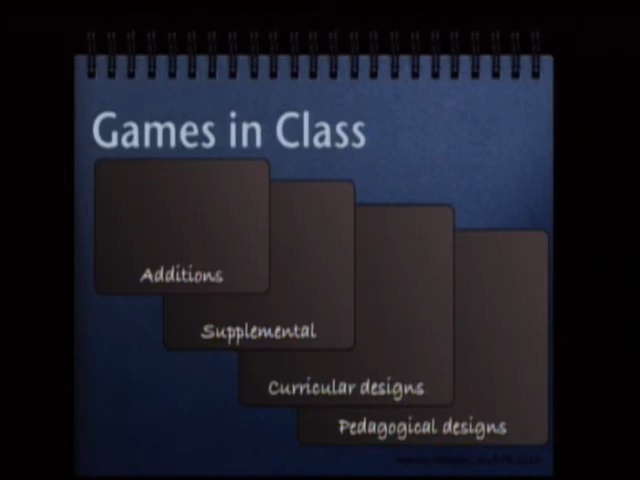 Games in Class
Additions
Supplemental
Curricular designs
Pedagogical designs